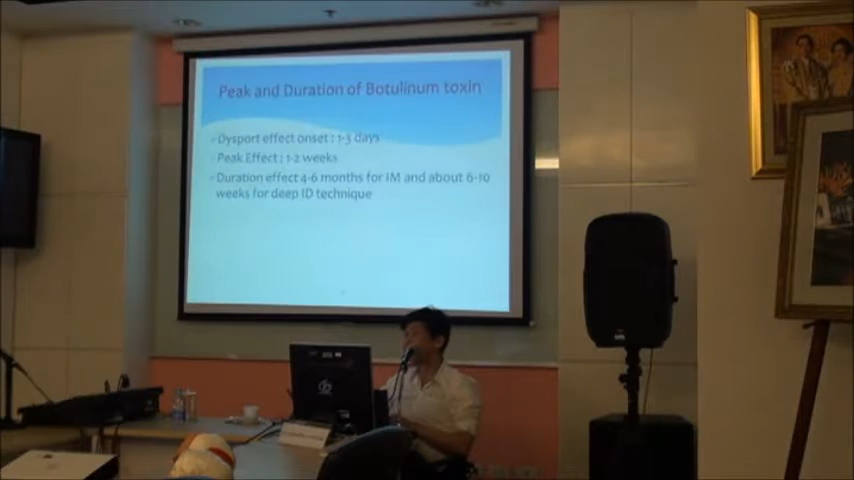 Peak and Duration of Botulinum toxin
Dysport effect onset : 1-3 days
Peak Effect : 1-2 weeks
Duration effect 4-6 months for IM and about 6-10
weeks for deep ID technique